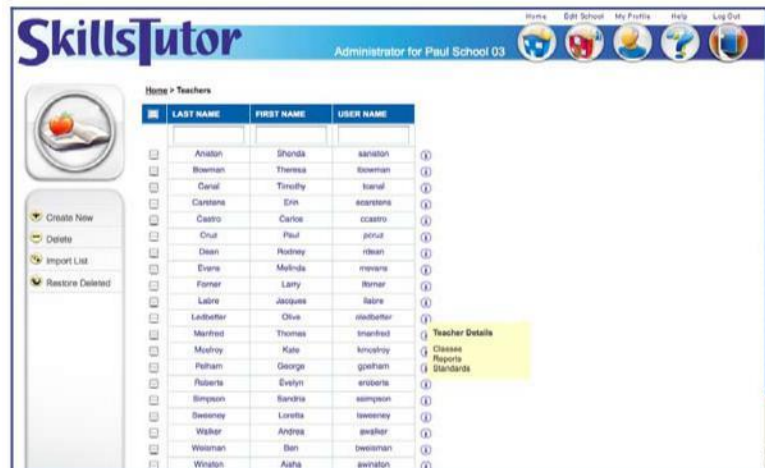 Home Edit School My Profile Help Log Out
SkillsTutor
Administrator for Paul School 03
Home > Teachers
LAST NAME FIRST NAME USER NAME
Aniston Shonda saniston
Bowman Theresa tbowman
Canal Timothy tcanal
Carstens Erin ecarstens
Castro Carlos ccastro
Cruz Paul pcruz
Dean Rodney rdean
Evans Melinda mevans
Forner Larry lforner
Labre Jacques jlabre
Ledbetter Olive oledbetter
Manfred Thomas tmanfred
Mcelroy Kate kmcelroy
Pelham George gpelham
Roberts Evelyn eroberts
Simpson Sandria ssimpson
Sweeney Loretta lsweeney
Walker Andrea awalker
Weisman Ben bweisman
Winston Aisha awinston
Create New
Delete
Import List
Restore Deleted
Teacher Details
Classes
Reports
Standards